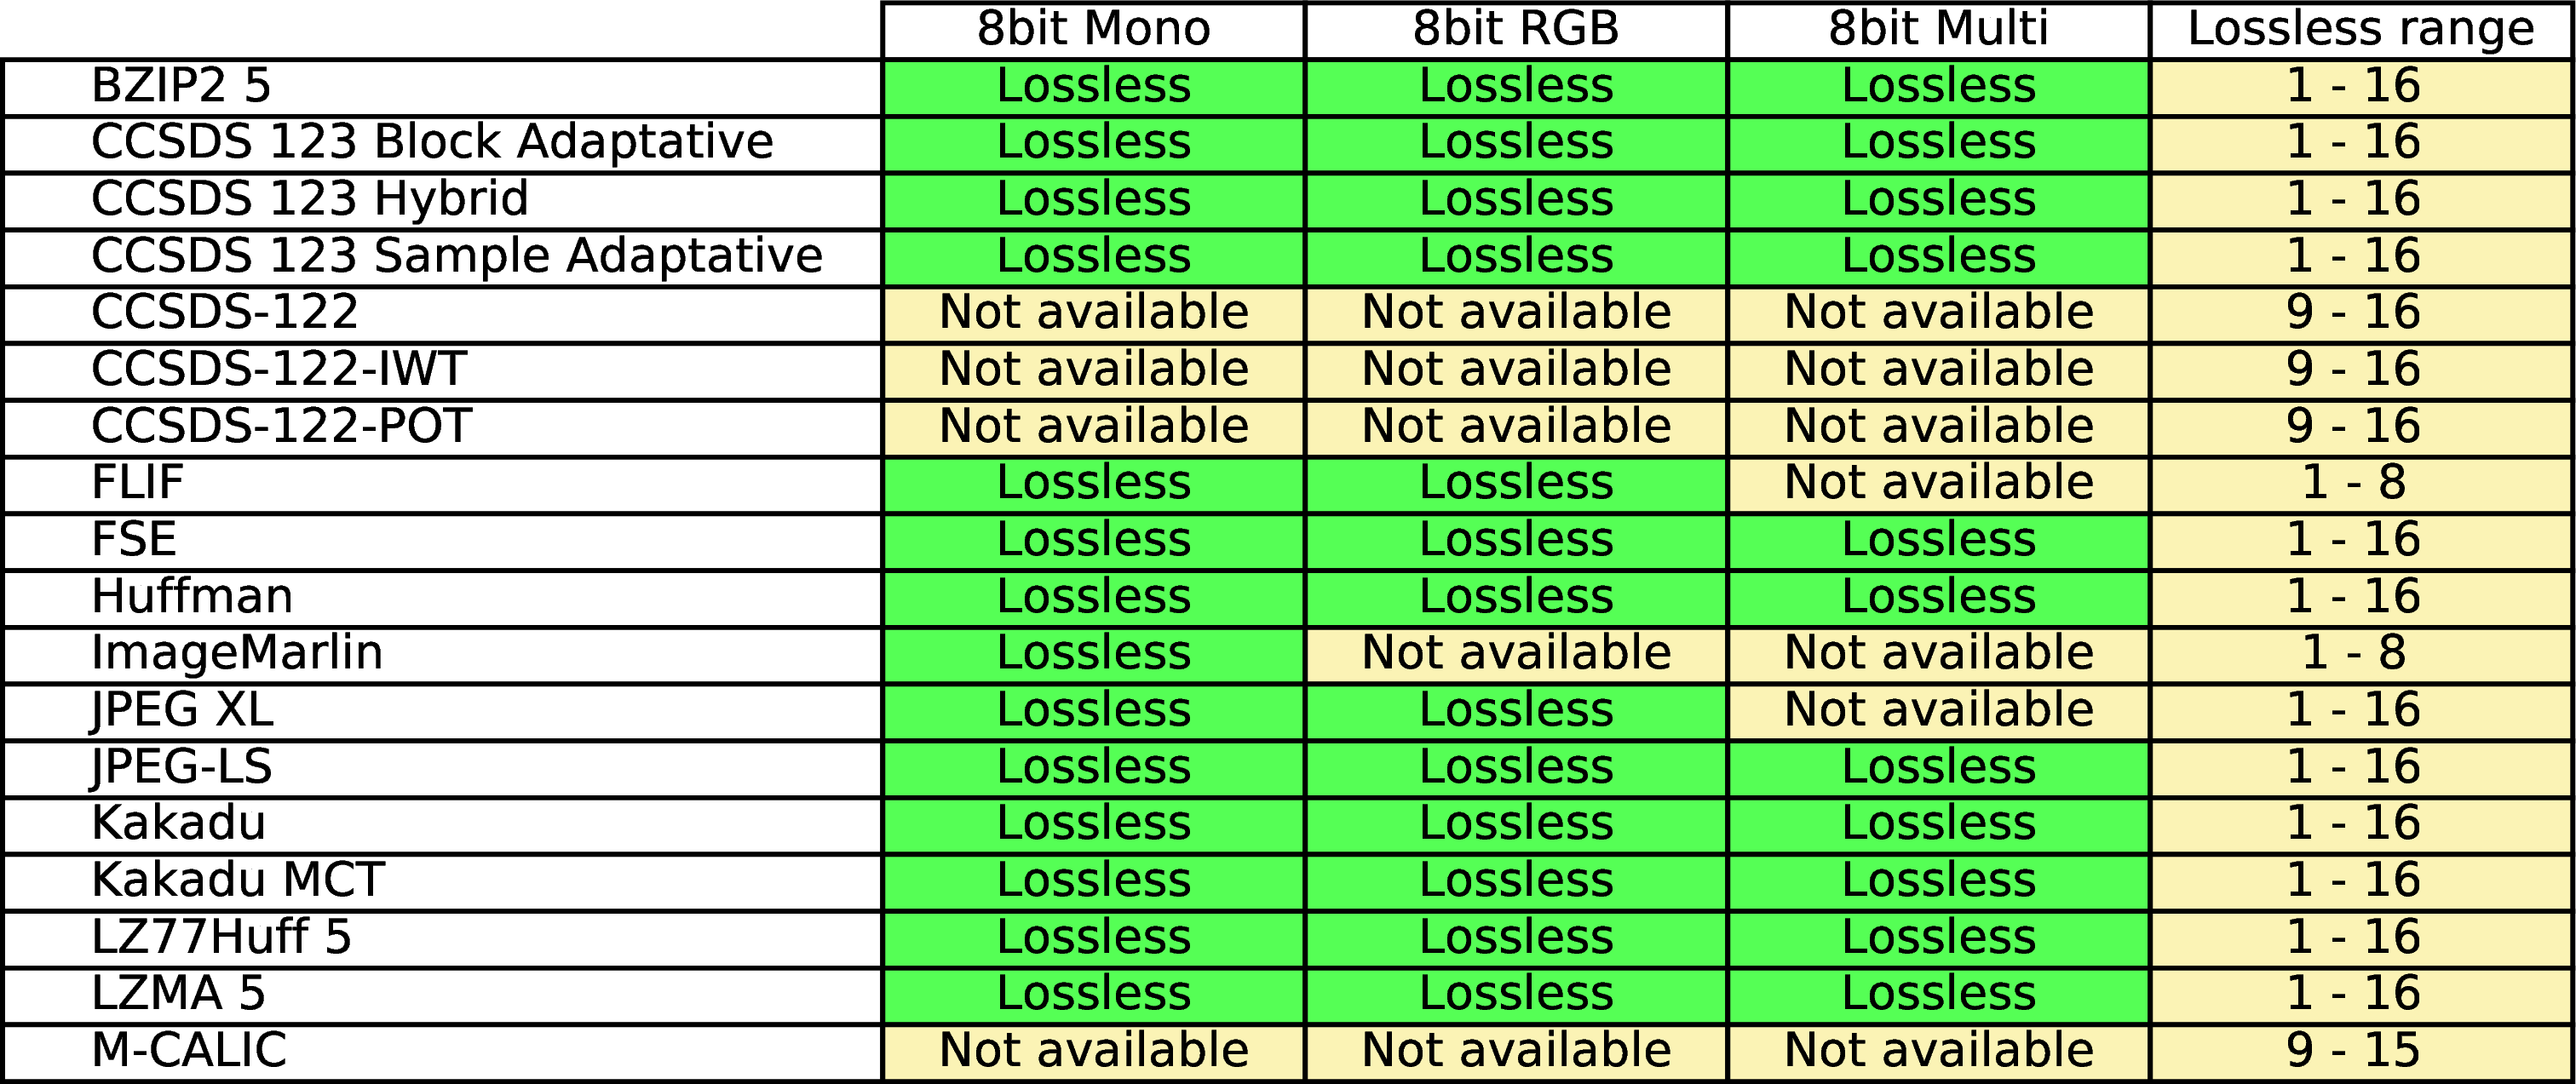 8bit Mono 8bit RGB 8bit Multi Lossless range
BZIP2 5 Lossless Lossless Lossless 1 - 16
CCSDS 123 Block Adaptative Lossless Lossless Lossless 1 - 16
CCSDS 123 Hybrid Lossless Lossless Lossless 1 - 16
CCSDS 123 Sample Adaptative Lossless Lossless Lossless 1 - 16
CCSDS-122 Not available Not available Not available 9 - 16
CCSDS-122-IWT Not available Not available Not available 9 - 16
CCSDS-122-POT Not available Not available Not available 9 - 16
FLIF Lossless Lossless Not available 1 - 8
FSE Lossless Lossless Lossless 1 - 16
Huffman Lossless Lossless Lossless 1 - 16
ImageMarlin Lossless Not available Not available 1 - 8
JPEG XL Lossless Lossless Not available 1 - 16
JPEG-LS Lossless Lossless Lossless 1 - 16
Kakadu Lossless Lossless Lossless 1 - 16
Kakadu MCT Lossless Lossless Lossless 1 - 16
LZ77Huff 5 Lossless Lossless Lossless 1 - 16
LZMA 5 Lossless Lossless Lossless 1 - 16
M-CALIC Not available Not available Not available 9 - 15